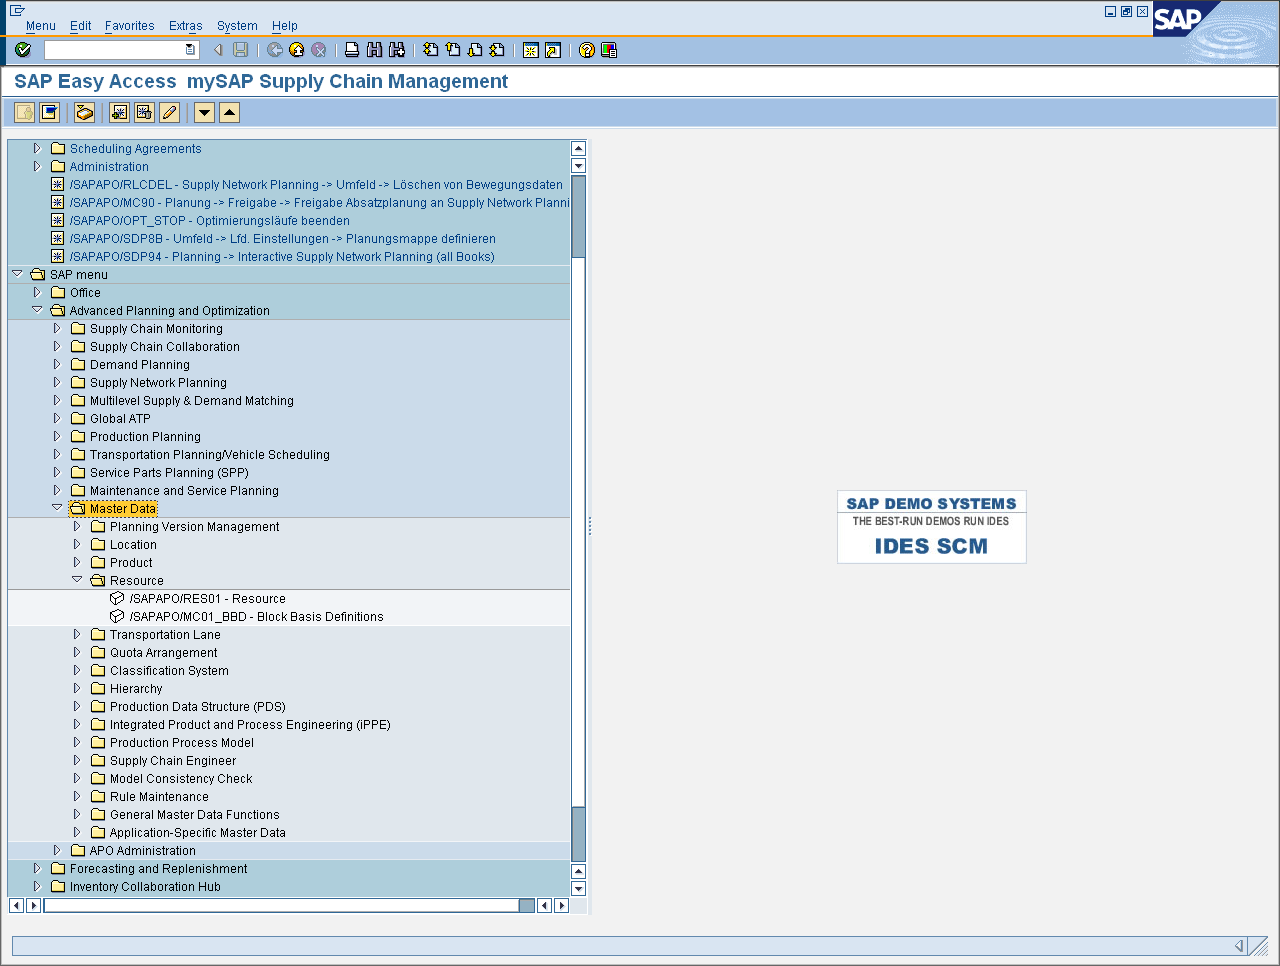 Menu Edit Favorites Extras System Help
SAP
SAP Easy Access mySAP Supply Chain Management
Scheduling Agreements
Administration
/SAPAPO/RLCDEL - Supply Network Planning -> Umfeld -> Löschen von Bewegungsdaten
/SAPAPO/MC90 - Planung -> Freigabe -> Freigabe Absatzplanung an Supply Network Planni
/SAPAPO/OPT_STOP - Optimierungsläufe beenden
/SAPAPO/SDP8B - Umfeld -> Lfd. Einstellungen -> Planungsmappe definieren
/SAPAPO/SDP94 - Planning -> Interactive Supply Network Planning (all Books)
SAP menu
Office
Advanced Planning and Optimization
Supply Chain Monitoring
Supply Chain Collaboration
Demand Planning
Supply Network Planning
Multilevel Supply & Demand Matching
Global ATP
Production Planning
Transportation Planning/Vehicle Scheduling
Service Parts Planning (SPP)
Maintenance and Service Planning
Master Data
Planning Version Management
Location
Product
Resource
/SAPAPO/RES01 - Resource
/SAPAPO/MC01_BBD - Block Basis Definitions
Transportation Lane
Quota Arrangement
Classification System
Hierarchy
Production Data Structure (PDS)
Integrated Product and Process Engineering (iPPE)
Production Process Model
Supply Chain Engineer
Model Consistency Check
Rule Maintenance
General Master Data Functions
Application-Specific Master Data
APO Administration
Forecasting and Replenishment
Inventory Collaboration Hub
SAP DEMO SYSTEMS
THE BEST-RUN DEMOS RUN IDES
IDES SCM